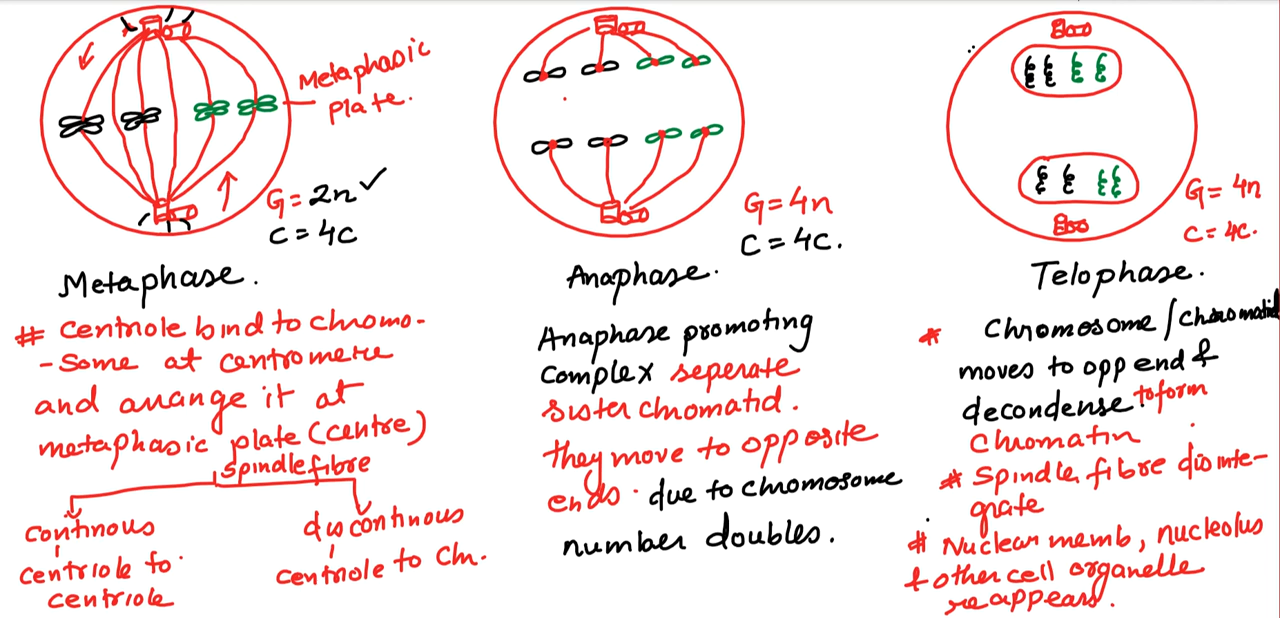 Metaphasic
plate.
G = 2n ✓
C = 4C
Metaphase.
# Centriole bind to chromo-
- Some at centromere
and arrange it at
metaphasic plate (centre)
spindle fibre
continous
discontinous
centriole to
centriole
centriole to Chr.
G = 4n
C = 4C.
Anaphase.
Anaphase promoting
complex seperate
sister chromatid.
they move to opposite
ends. due to chromosome
number doubles.
G = 4n
C = 4C.
Telophase.
* Chromosome / chromatid
moves to opp end &
decondense to form
chromatin
* Spindle fibre disinte-
grate
# Nuclear memb, nucleolus
& other cell organelle
reappears.